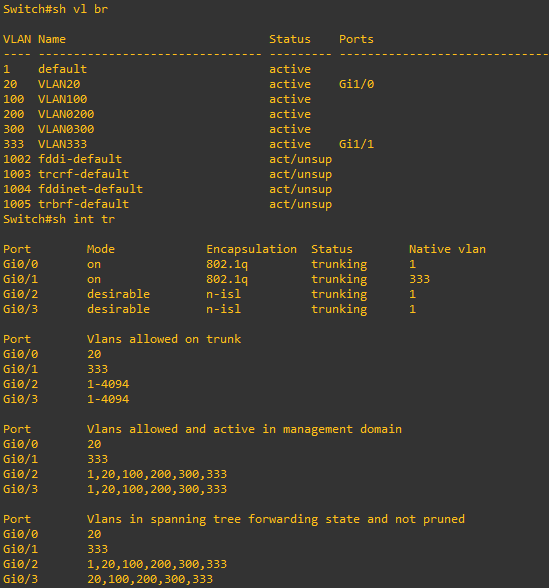 Switch#sh vl br
VLAN Name                             Status    Ports
---- -------------------------------- --------- -----------------------------
1    default                          active
20   VLAN20                           active    Gi1/0
100  VLAN100                          active
200  VLAN0200                         active
300  VLAN0300                         active
333  VLAN333                          active    Gi1/1
1002 fddi-default                     act/unsup
1003 trcrf-default                    act/unsup
1004 fddinet-default                  act/unsup
1005 trbrf-default                    act/unsup
Switch#sh int tr
Port        Mode             Encapsulation  Status        Native vlan
Gi0/0       on               802.1q         trunking      1
Gi0/1       on               802.1q         trunking      333
Gi0/2       desirable        n-isl          trunking      1
Gi0/3       desirable        n-isl          trunking      1
Port        Vlans allowed on trunk
Gi0/0       20
Gi0/1       333
Gi0/2       1-4094
Gi0/3       1-4094
Port        Vlans allowed and active in management domain
Gi0/0       20
Gi0/1       333
Gi0/2       1,20,100,200,300,333
Gi0/3       1,20,100,200,300,333
Port        Vlans in spanning tree forwarding state and not pruned
Gi0/0       20
Gi0/1       333
Gi0/2       1,20,100,200,300,333
Gi0/3       20,100,200,300,333